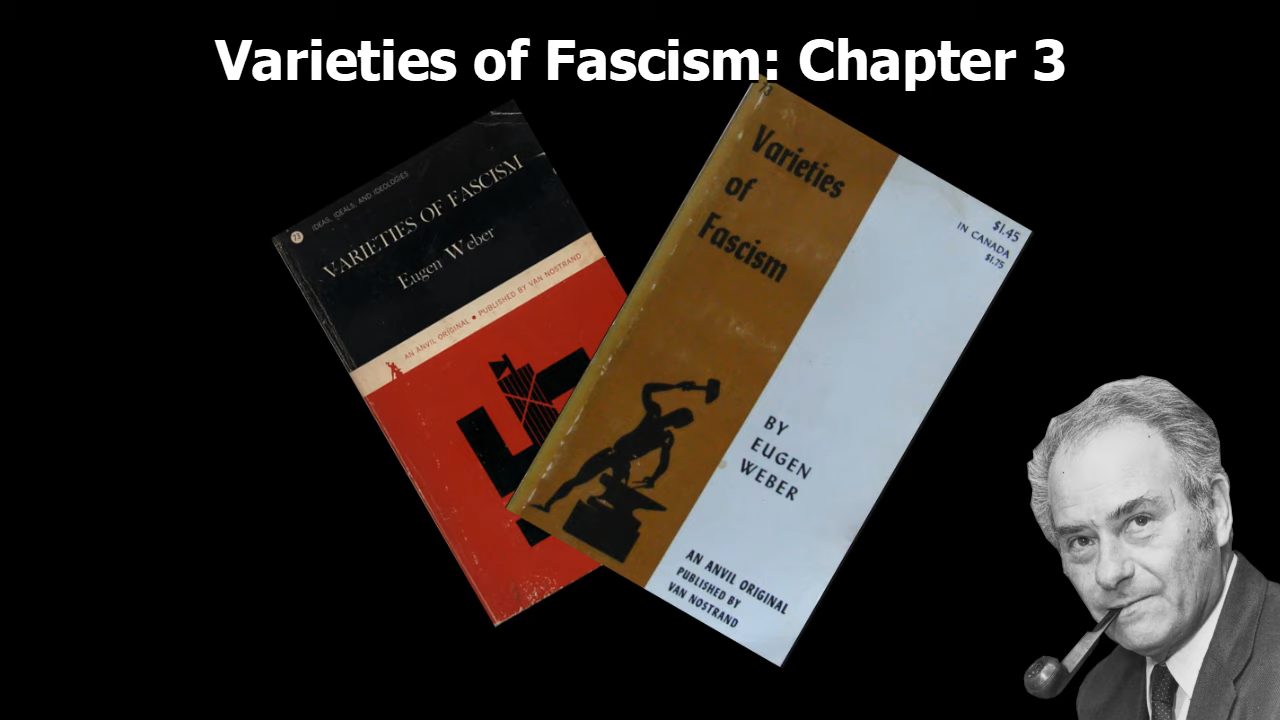 Varieties of Fascism: Chapter 3
73
IDEAS, IDEALS, AND IDEOLOGIES
VARIETIES OF FASCISM
Eugen Weber
AN ANVIL ORIGINAL • PUBLISHED BY VAN NOSTRAND
73
Varieties
of
Fascism
$1.45
IN CANADA
$1.75
BY
EUGEN
WEBER
AN ANVIL ORIGINAL
PUBLISHED BY
VAN NOSTRAND